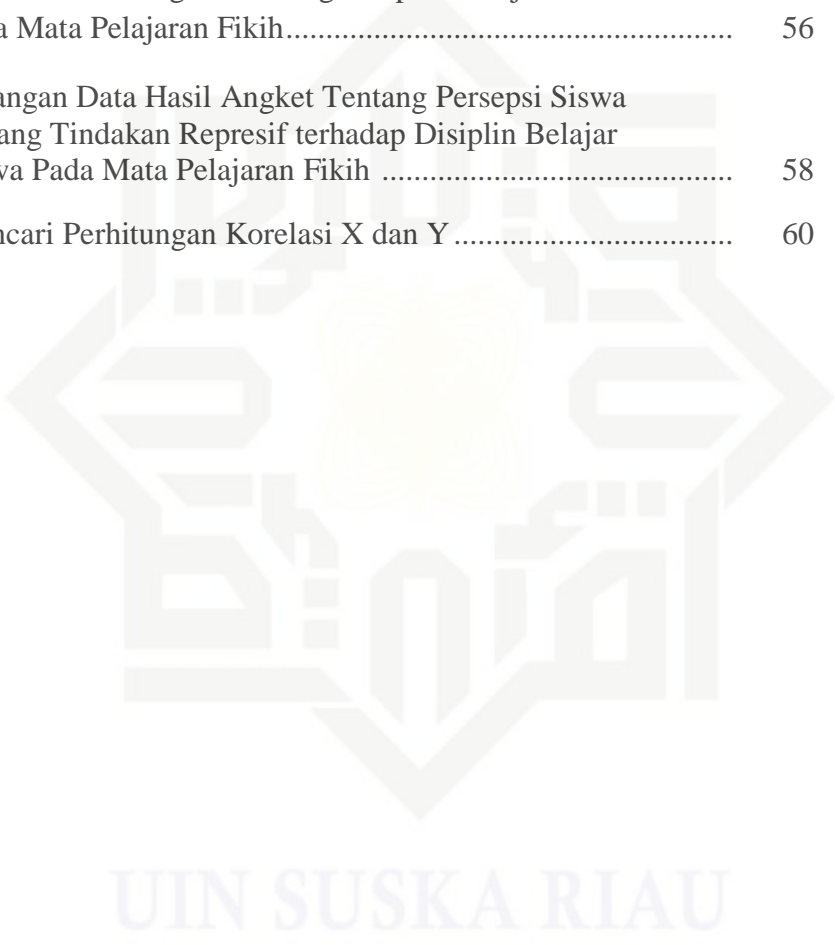 a Mata Pelajaran Fikih................................................................ 56
angan Data Hasil Angket Tentang Persepsi Siswa
ang Tindakan Represif terhadap Disiplin Belajar
va Pada Mata Pelajaran Fikih .................................................. 58
ncari Perhitungan Korelasi X dan Y........................................ 60
UIN SUSKA RIAU